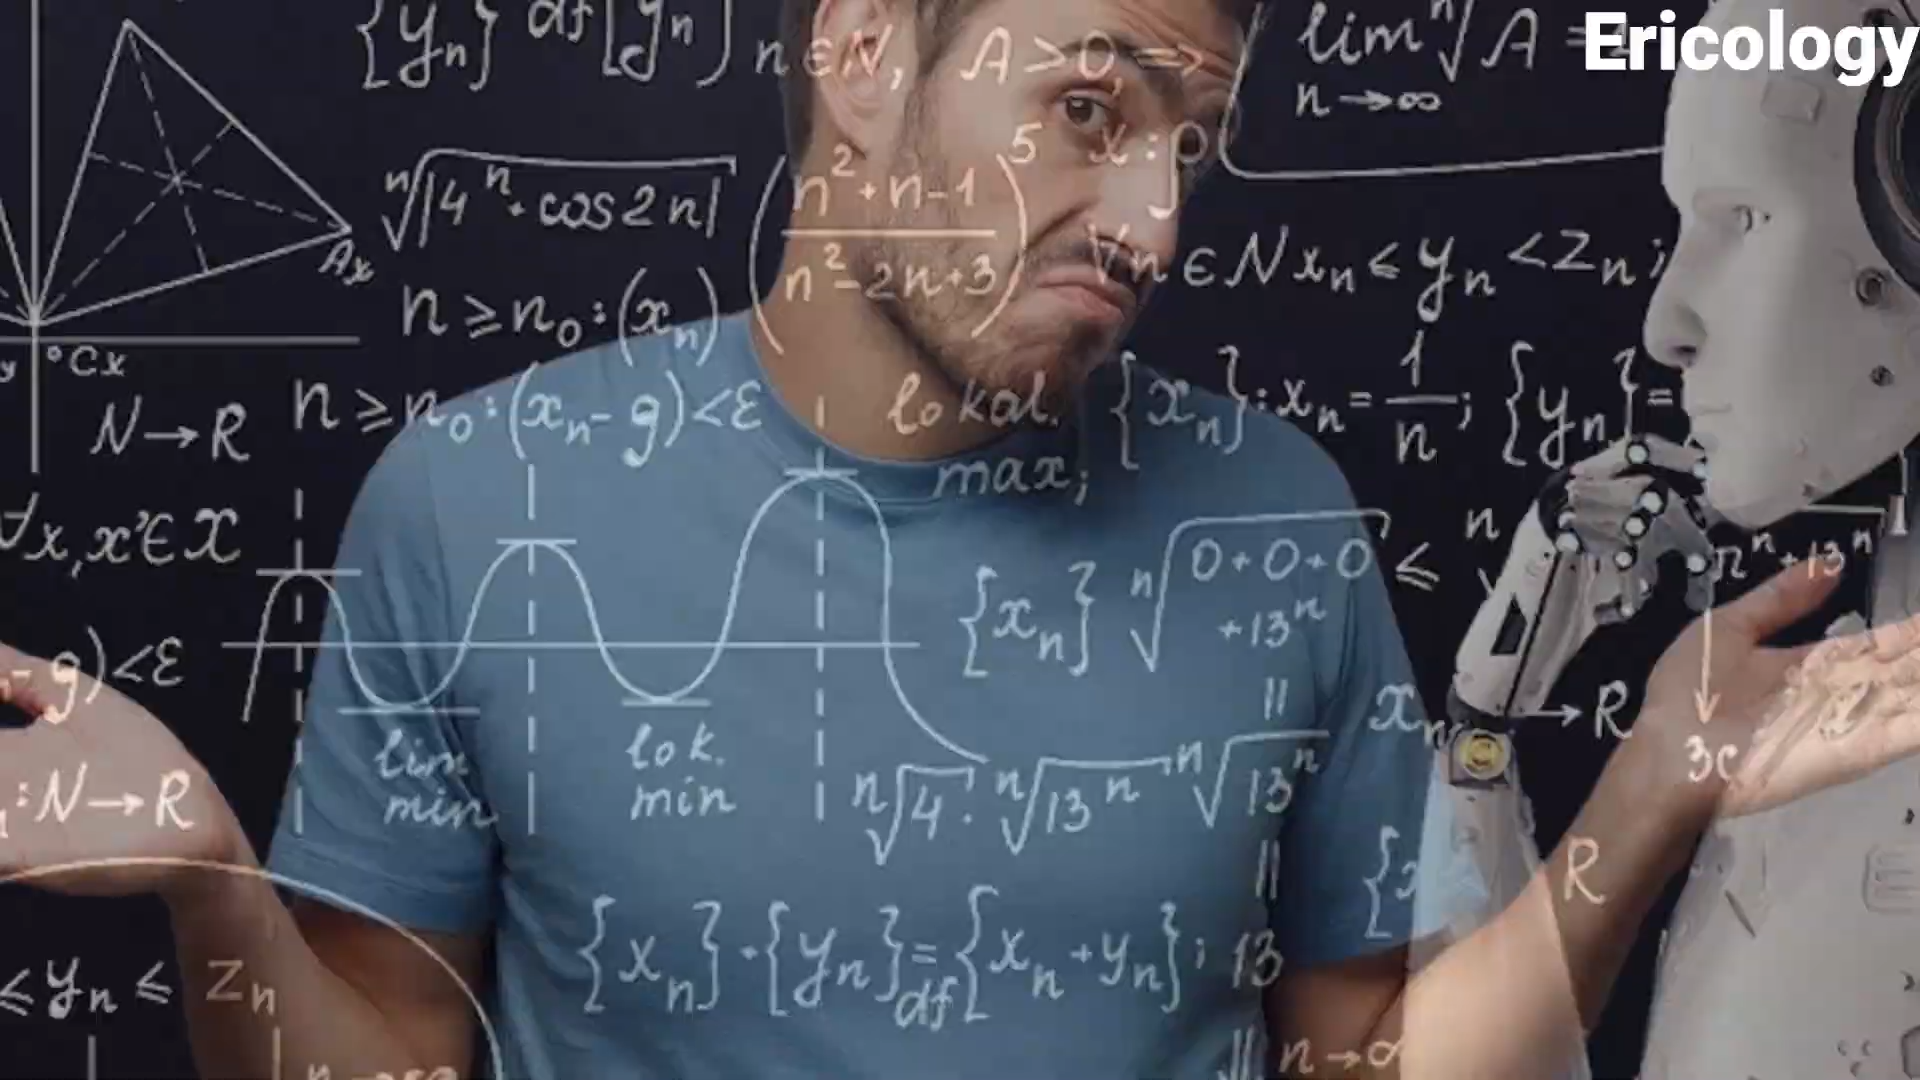 Ericology
{yn} df [yn] n∈N, A>0 ⇒
lim ⁿ√A =
n→∞
ⁿ√|4ⁿ·cos2n| ((n²+n-1)/(n²-2n+3))⁵ x:ρ
Ax
n≥n₀:(xn)
∀n∈N xn≤yn<zn;
y °Cx
N→R n≥n₀:(xn-g)<ε
lokal. {xn}:xn=1/n; {yn}=
max;
∀x,x'∈X
{xn} ⁿ√0+0+0 ≤ ⁿ√
+13ⁿ
-g)<ε
||
lim
min
lok.
min
xn→R
3c
:N→R
ⁿ√4·ⁿ√13ⁿ ⁿ√13ⁿ
|| R
≤yn≤zn
{xn}·{yn}=df{xn+yn}; 13
|| n→∞